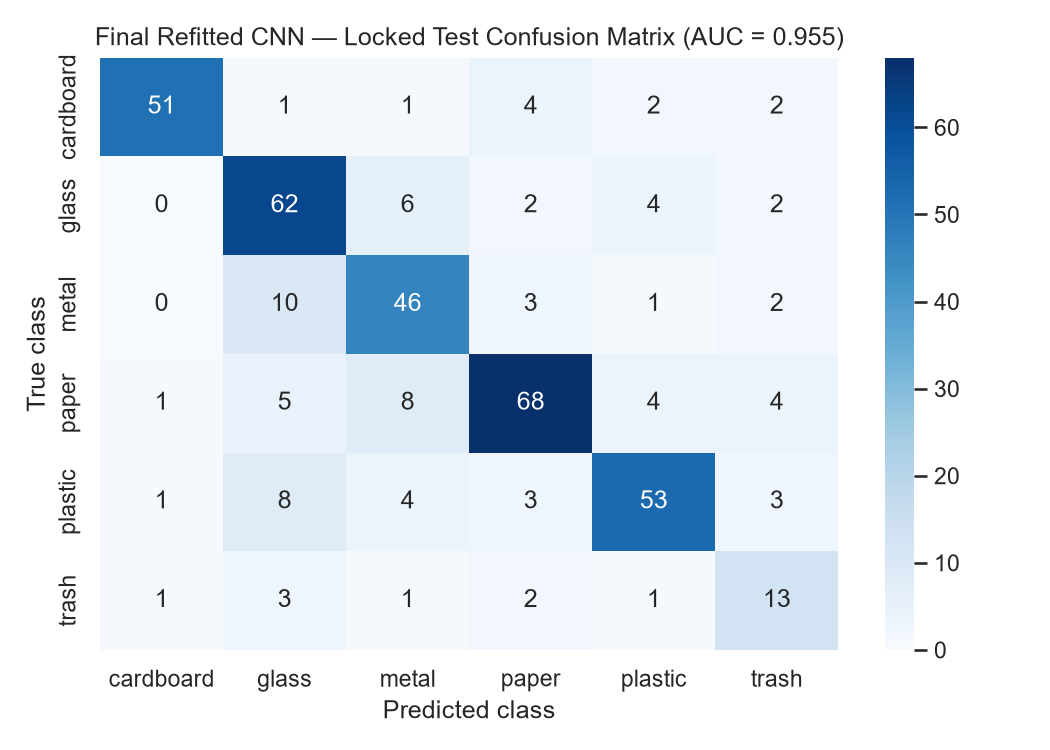 Final Refitted CNN — Locked Test Confusion Matrix (AUC = 0.955)
True class
cardboard 51 1 1 4 2 2
glass 0 62 6 2 4 2
metal 0 10 46 3 1 2
paper 1 5 8 68 4 4
plastic 1 8 4 3 53 3
trash 1 3 1 2 1 13
cardboard glass metal paper plastic trash
Predicted class
60
50
40
30
20
10
0